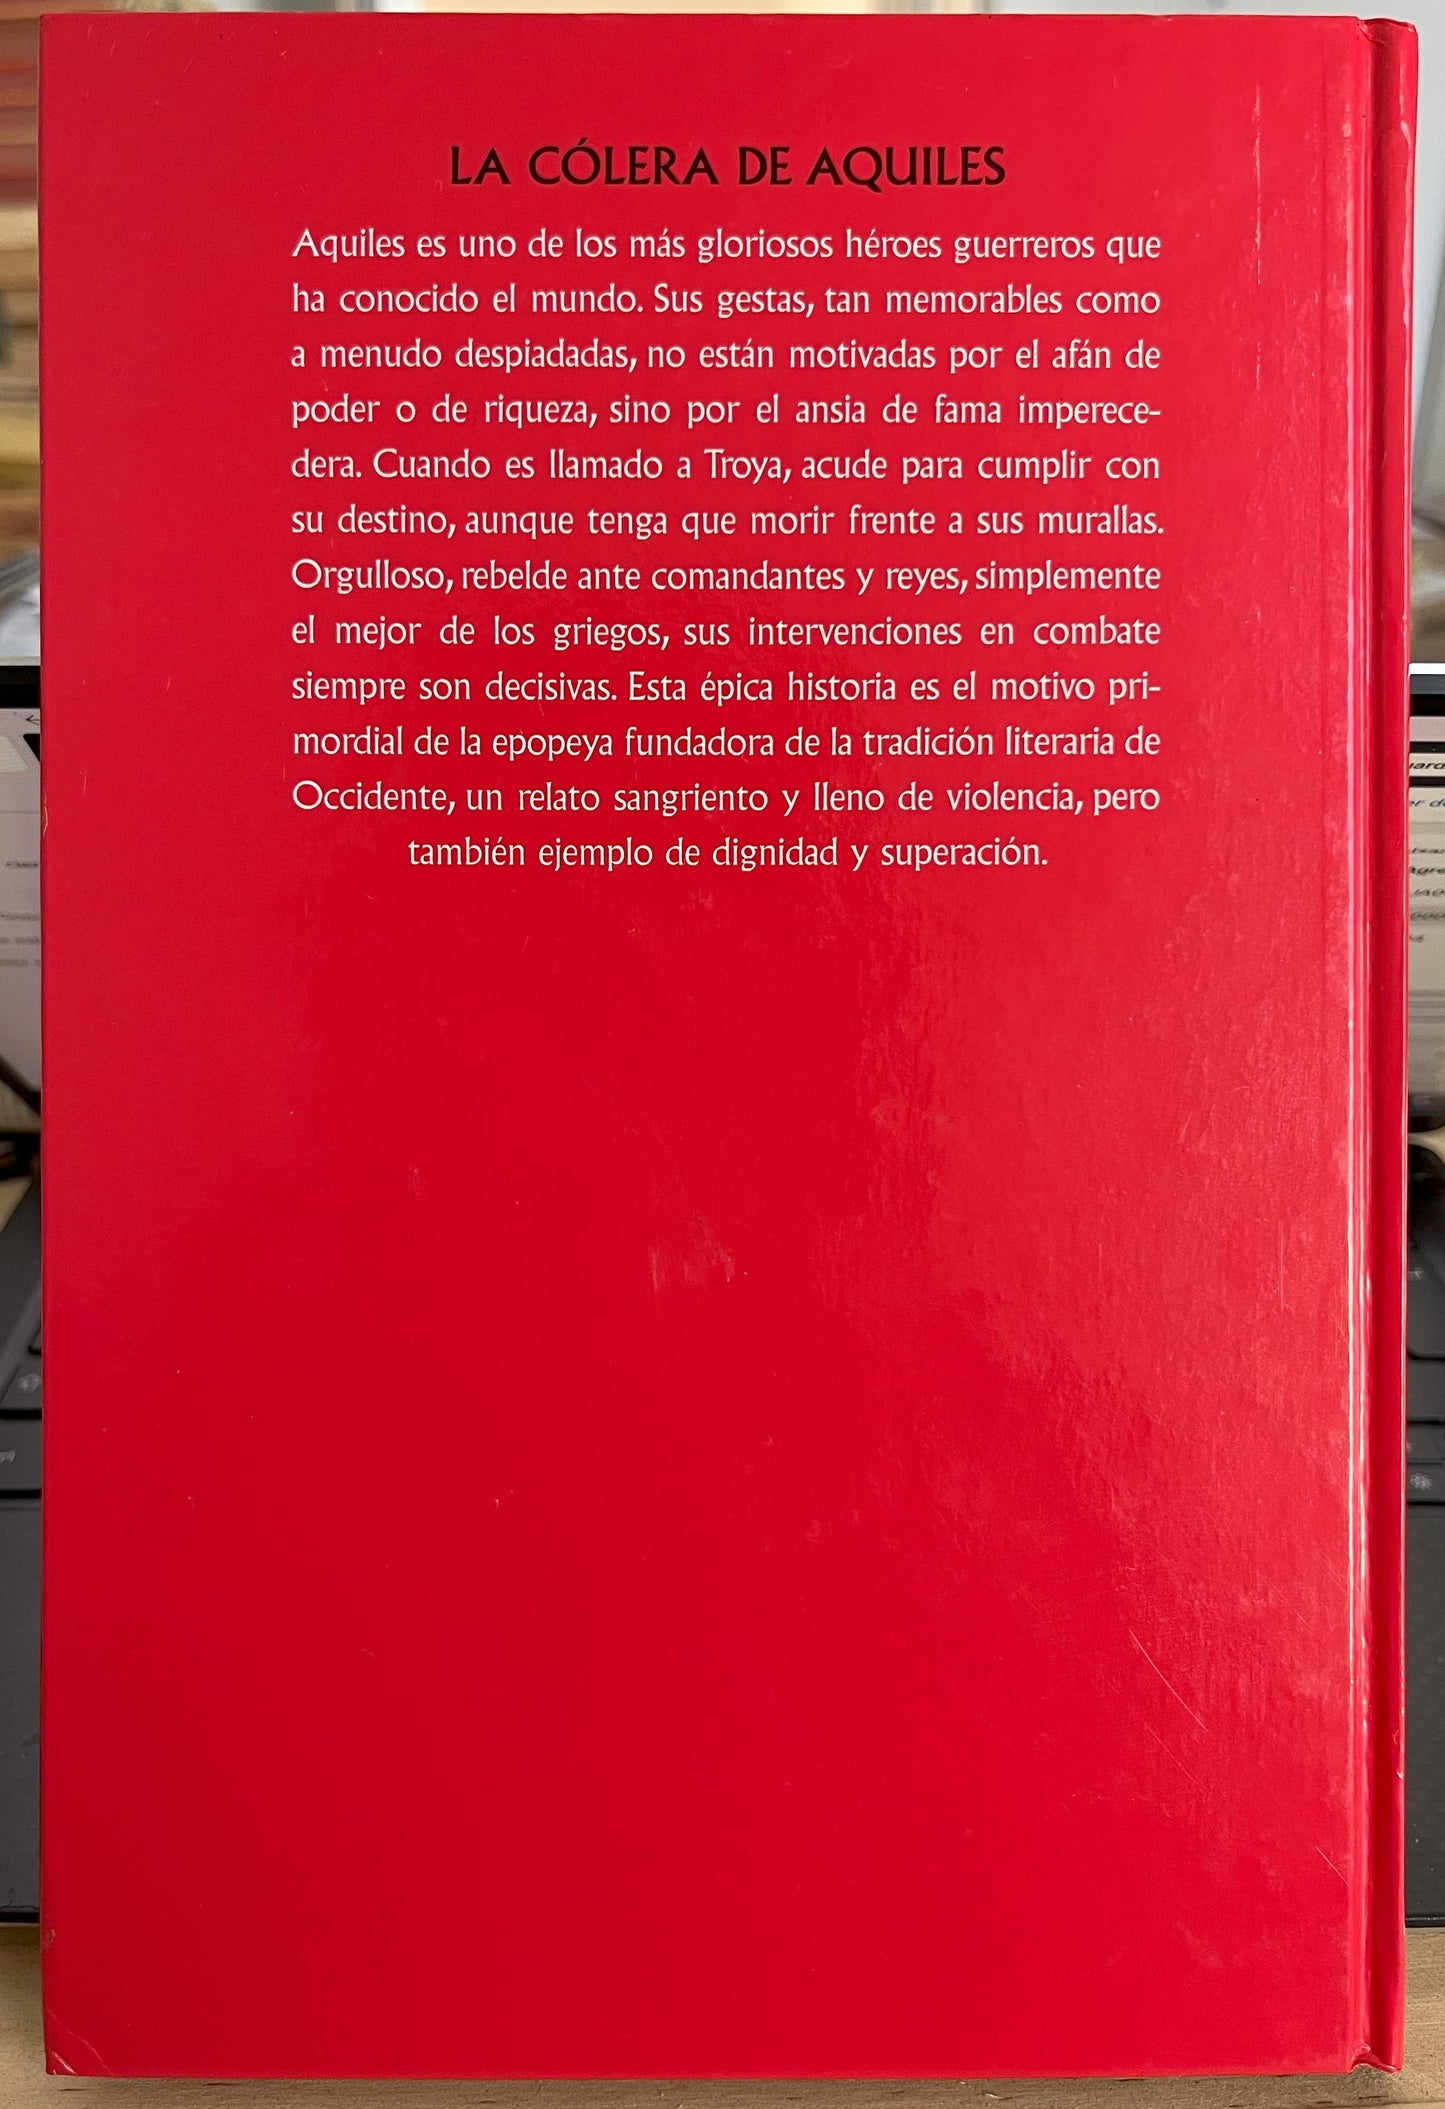 LA CÓLERA DE AQUILES
Aquiles es uno de los más gloriosos héroes guerreros que
ha conocido el mundo. Sus gestas, tan memorables como
a menudo despiadadas, no están motivadas por el afán de
poder o de riqueza, sino por el ansia de fama imperece-
dera. Cuando es llamado a Troya, acude para cumplir con
su destino, aunque tenga que morir frente a sus murallas.
Orgulloso, rebelde ante comandantes y reyes, simplemente
el mejor de los griegos, sus intervenciones en combate
siempre son decisivas. Esta épica historia es el motivo pri-
mordial de la epopeya fundadora de la tradición literaria de
Occidente, un relato sangriento y lleno de violencia, pero
también ejemplo de dignidad y superación.